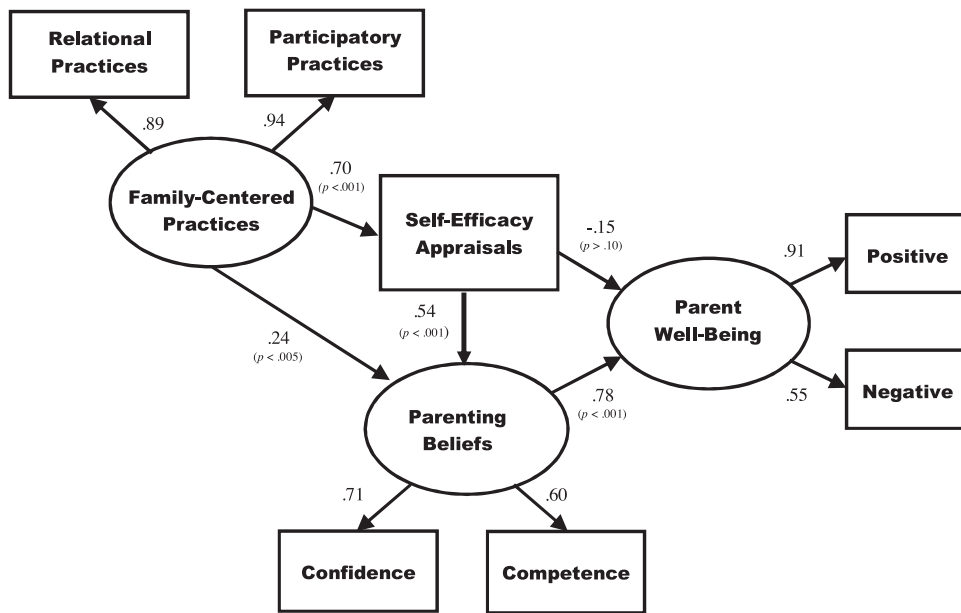 Relational
Practices
Participatory
Practices
.89
.94
Family-Centered
Practices
.70
(p <.001)
Self-Efficacy
Appraisals
-.15
(p > .10)
.91
Positive
Parent
Well-Being
.24
(p < .005)
.54
(p < .001)
.78
(p < .001)
.55
Negative
Parenting
Beliefs
.71
.60
Confidence
Competence